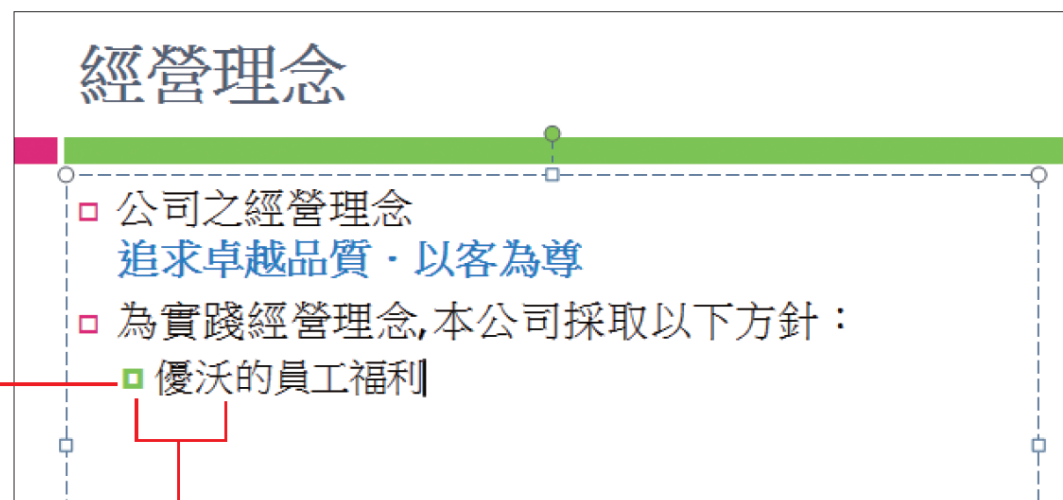 經營理念
公司之經營理念
追求卓越品質．以客為尊
為實踐經營理念,本公司採取以下方針：
優沃的員工福利